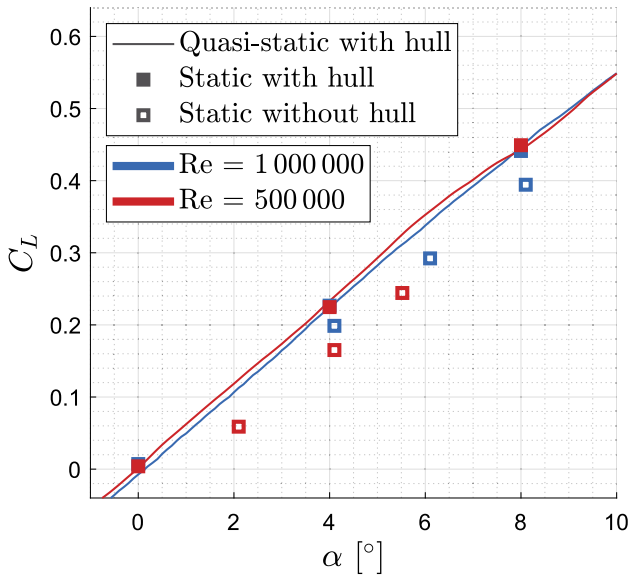 0.6
0.5
0.4
0.3
0.2
0.1
0
C_L
Quasi-static with hull
Static with hull
Static without hull
Re = 1 000 000
Re = 500 000
0 2 4 6 8 10
α [°]